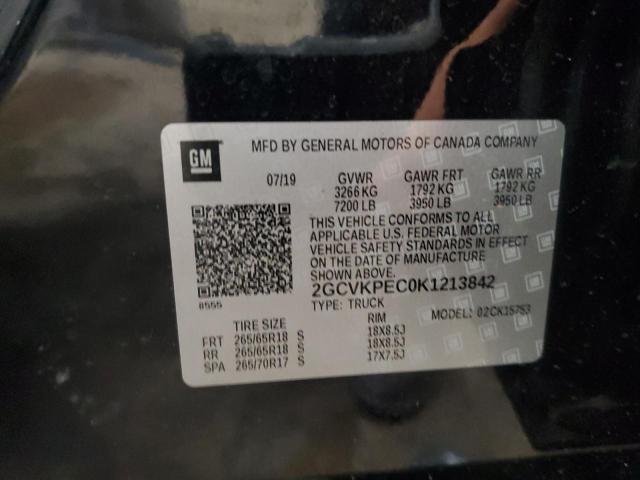 GM
MFD BY GENERAL MOTORS OF CANADA COMPANY
07/19 GVWR GAWR FRT GAWR RR
3266 KG 1792 KG 1792 KG
7200 LB 3950 LB 3950 LB
THIS VEHICLE CONFORMS TO ALL
APPLICABLE U.S. FEDERAL MOTOR
VEHICLE SAFETY STANDARDS IN EFFECT
ON THE DATE OF MANUFACTURE
SHOWN ABOVE.
2GCVKPEC0K1213842
8555
TYPE: TRUCK MODEL: 02CK15753
TIRE SIZE RIM
FRT 265/65R18 S 18X8.5J
RR 265/65R18 S 18X8.5J
SPA 265/70R17 S 17X7.5J